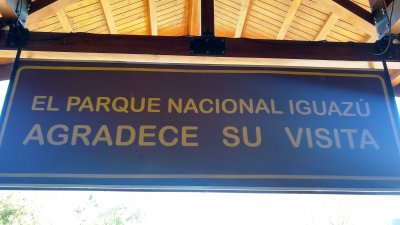 EL PARQUE NACIONAL IGUAZÚ
AGRADECE SU VISITA